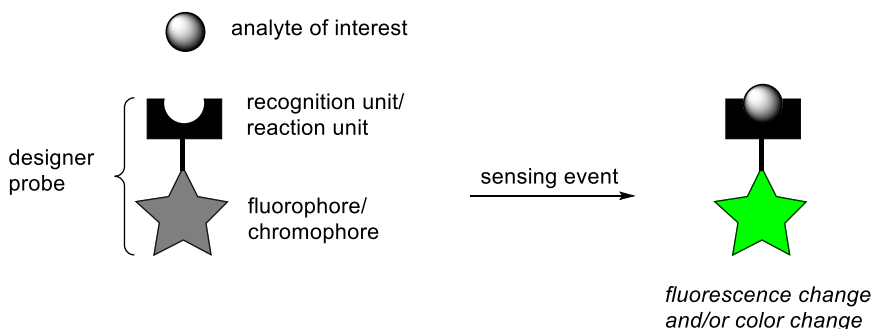 analyte of interest
recognition unit/
reaction unit
designer
probe
fluorophore/
chromophore
sensing event
fluorescence change
and/or color change